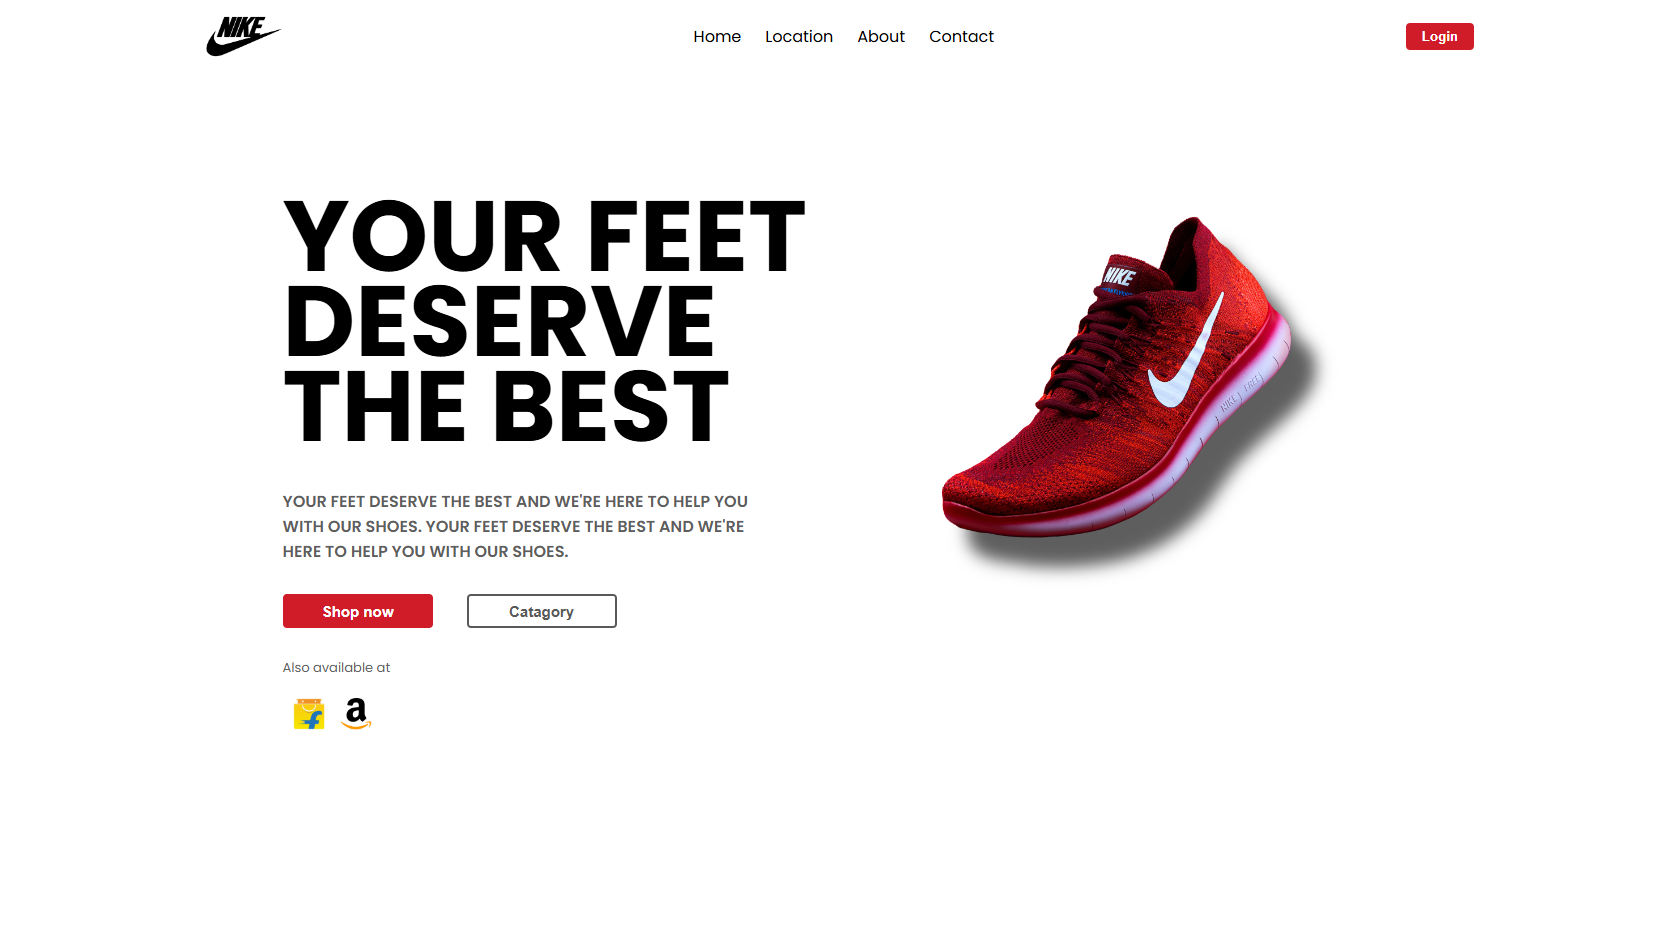 NIKE
Home Location About Contact
Login
YOUR FEET
DESERVE
THE BEST
NIKE
NIKE FREE
YOUR FEET DESERVE THE BEST AND WE'RE HERE TO HELP YOU
WITH OUR SHOES. YOUR FEET DESERVE THE BEST AND WE'RE
HERE TO HELP YOU WITH OUR SHOES.
Shop now
Catagory
Also available at
f
a